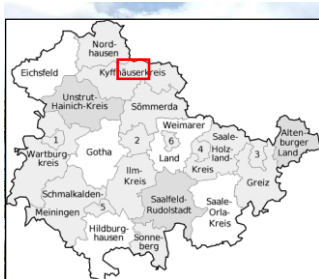 Nord-
hausen
Eichsfeld
Kyffhäuserkreis
Unstrut-
Hainich-Kreis
Sömmerda
Weimarer
Land
Wartburg-
kreis
1
Gotha
2
6
4
Saale-
Holz-
land-
Kreis
3
Alten-
burger
Land
Ilm-
Kreis
Greiz
Schmalkalden-
Meiningen
5
Saalfeld-
Rudolstadt
Saale-
Orla-
Kreis
Hildburg-
hausen
Sonne-
berg